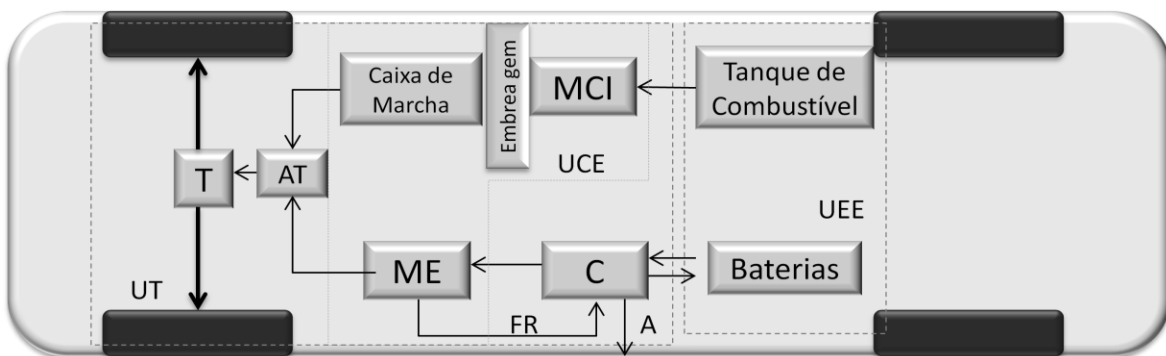 Caixa de
Marcha
Embrea gem
MCI
Tanque de
Combustível
T
AT
UCE
UEE
ME
C
Baterias
UT
FR
A